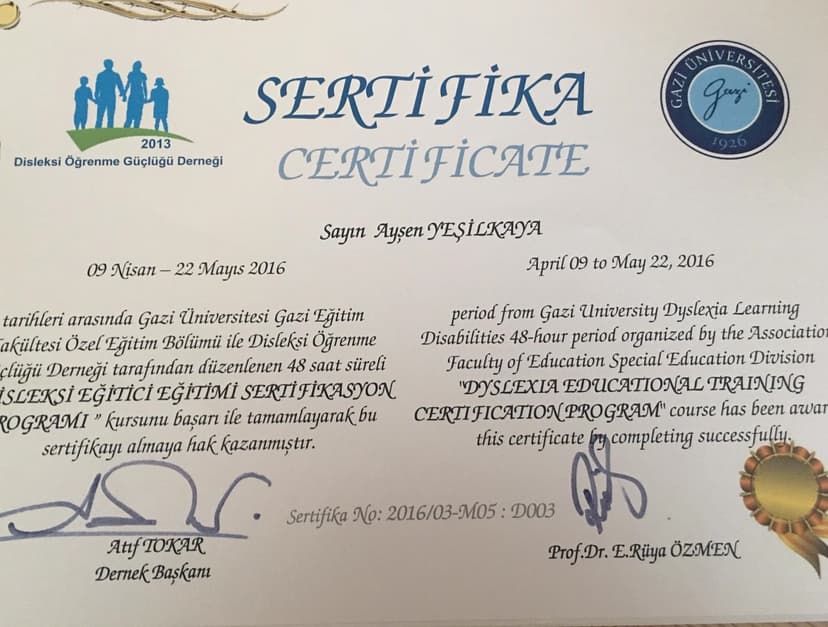 SERTİFİKA
CERTİFİCATE
2013
Disleksi Öğrenme Güçlüğü Derneği
GAZİ ÜNİVERSİTESİ
gazi
1926
Sayın Ayşen YEŞİLKAYA
09 Nisan – 22 Mayıs 2016
tarihleri arasında Gazi Üniversitesi Gazi Eğitim
Fakültesi Özel Eğitim Bölümü ile Disleksi Öğrenme
çlüğü Derneği tarafından düzenlenen 48 saat süreli
İSLEKSİ EĞİTİCİ EĞİTİMİ SERTİFİKASYON
ROGRAMI " kursunu başarı ile tamamlayarak bu
sertifikayı almaya hak kazanmıştır.
April 09 to May 22, 2016
period from Gazi University Dyslexia Learning
Disabilities 48-hour period organized by the Association
Faculty of Education Special Education Division
"DYSLEXIA EDUCATIONAL TRAINING
CERTIFICATION PROGRAM" course has been awar
this certificate by completing successfully.
Sertifika No: 2016/03-M05 : D003
Atıf TOKAR
Dernek Başkanı
Prof.Dr. E.Rüya ÖZMEN